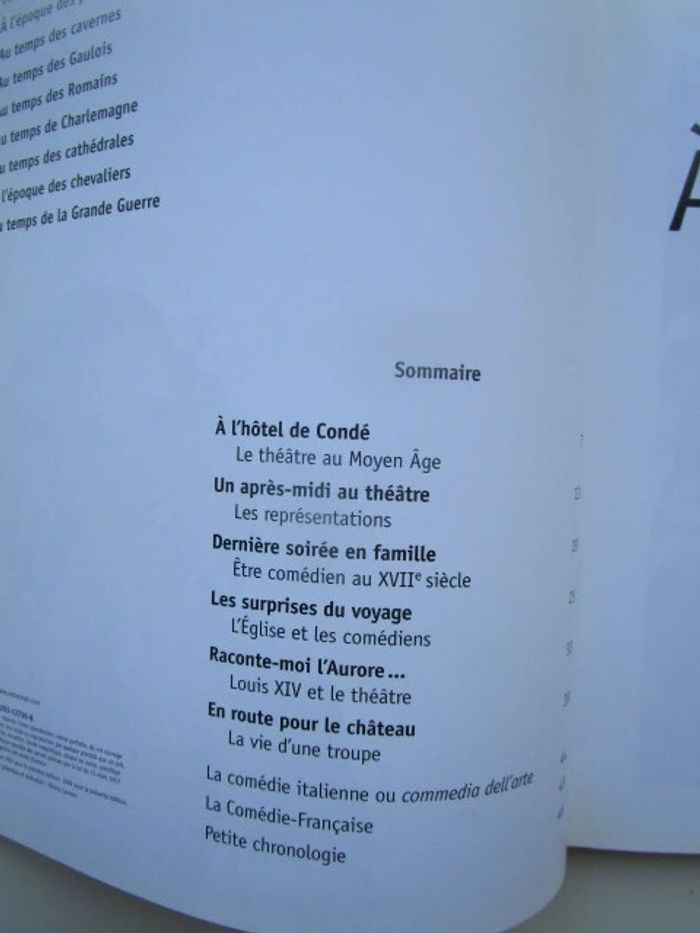 À l'époque des
Au temps des cavernes
Au temps des Gaulois
temps des Romains
temps de Charlemagne
temps des cathédrales
l'époque des chevaliers
temps de la Grande Guerre
Sommaire
À l'hôtel de Condé
Le théâtre au Moyen Âge
Un après-midi au théâtre
Les représentations
Dernière soirée en famille
Être comédien au XVIIe siècle
Les surprises du voyage
L'Église et les comédiens
Raconte-moi l'Aurore...
Louis XIV et le théâtre
En route pour le château
La vie d'une troupe
La comédie italienne ou commedia dell'arte
La Comédie-Française
Petite chronologie
À